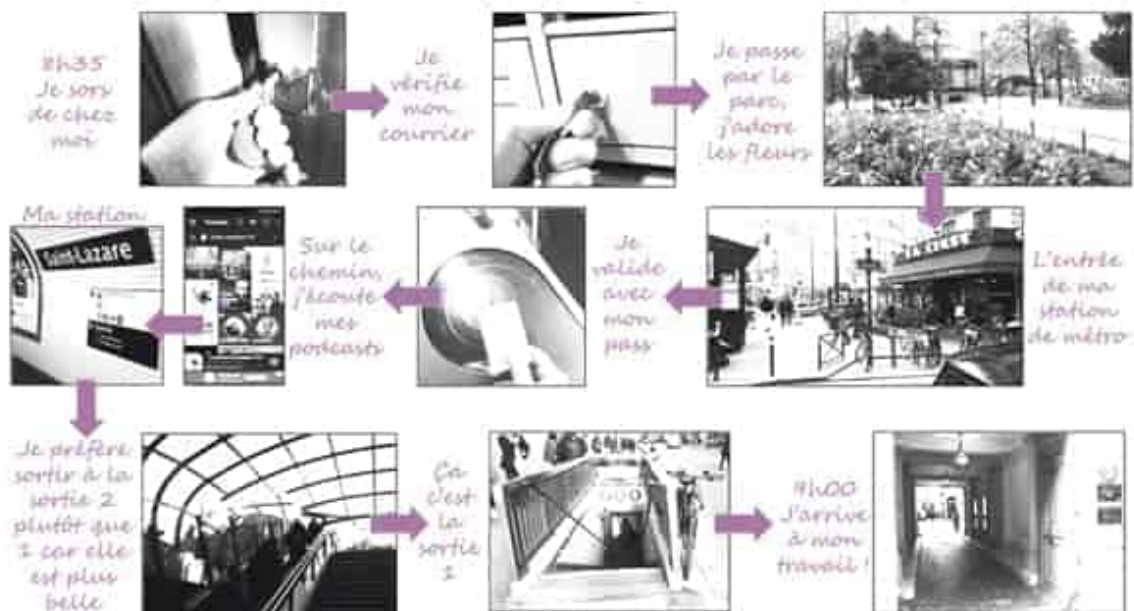 8h35
Je sors
de chez
moi
Je
vérifie
mon
courrier
Je passe
par le
parc,
j'adore
les fleurs
L'entrée
de ma
station
de métro
Je
valide
avec
mon
pass
Sur le
chemin,
j'écoute
mes
podcasts
Ma station
Saint-Lazare
Je préfère
sortir à la
sortie 2
plutôt que
1 car elle
est plus
belle
Ça
c'est
la
sortie
1
9h00
J'arrive
à mon
travail !